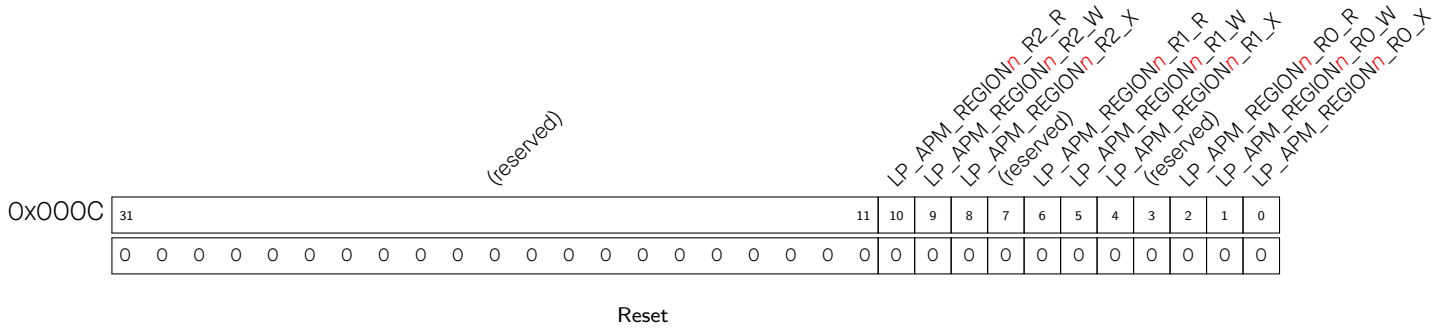 LP_APM_REGIONn_R2_R
LP_APM_REGIONn_R2_W
LP_APM_REGIONn_R2_X
(reserved)
LP_APM_REGIONn_R1_R
LP_APM_REGIONn_R1_W
LP_APM_REGIONn_R1_X
(reserved)
LP_APM_REGIONn_R0_R
LP_APM_REGIONn_R0_W
LP_APM_REGIONn_R0_X
(reserved)
0x000C 31 11 10 9 8 7 6 5 4 3 2 1 0
0 0 0 0 0 0 0 0 0 0 0 0 0 0 0 0 0 0 0 0 0 0 0 0 0 0 0 0 0 0 0 0
Reset